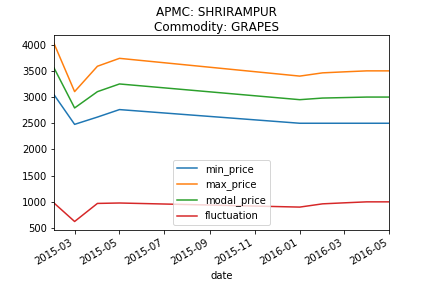 APMC: SHRIRAMPUR
Commodity: GRAPES
4000
3500
3000
2500
2000
1500
1000
500
min_price
max_price
modal_price
fluctuation
2015-03
2015-05
2015-07
2015-09
2015-11
2016-01
2016-03
2016-05
date